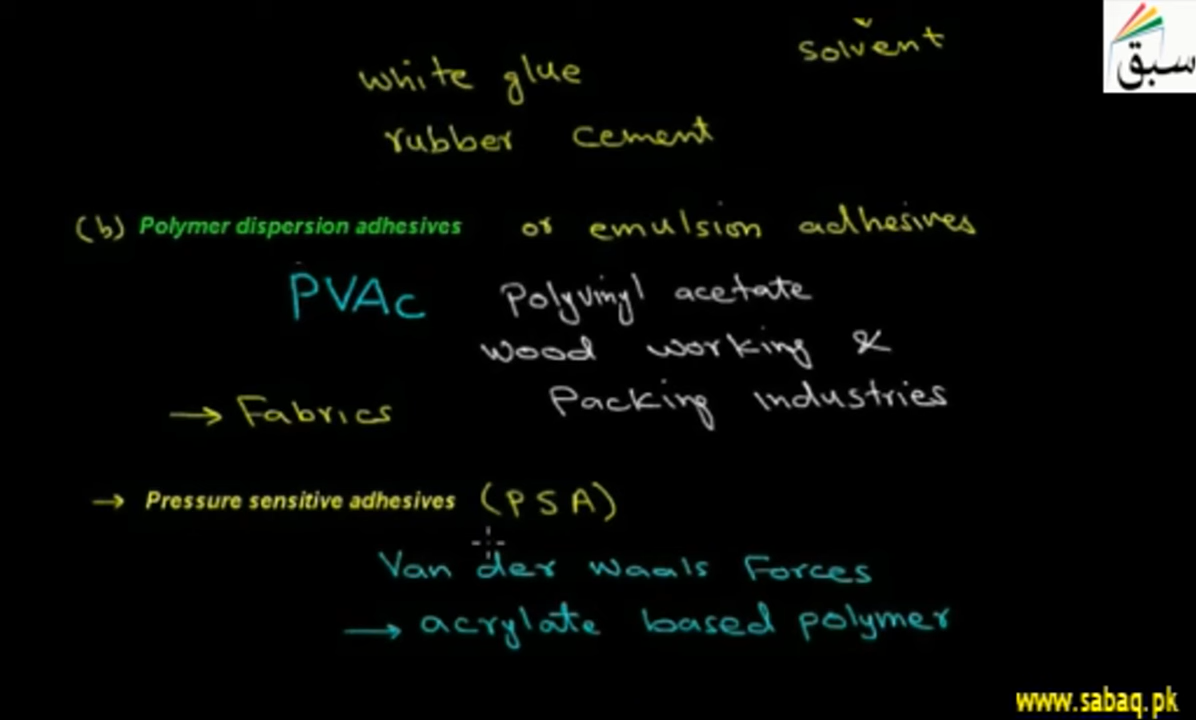 solvent
white glue
rubber cement
سبق
(b) Polymer dispersion adhesives or emulsion adhesives
PVAc Polyvinyl acetate
wood working &
Packing industries
→ Fabrics
→ Pressure sensitive adhesives (PSA)
Van der waals Forces
→ acrylate based polymer
www.sabaq.pk